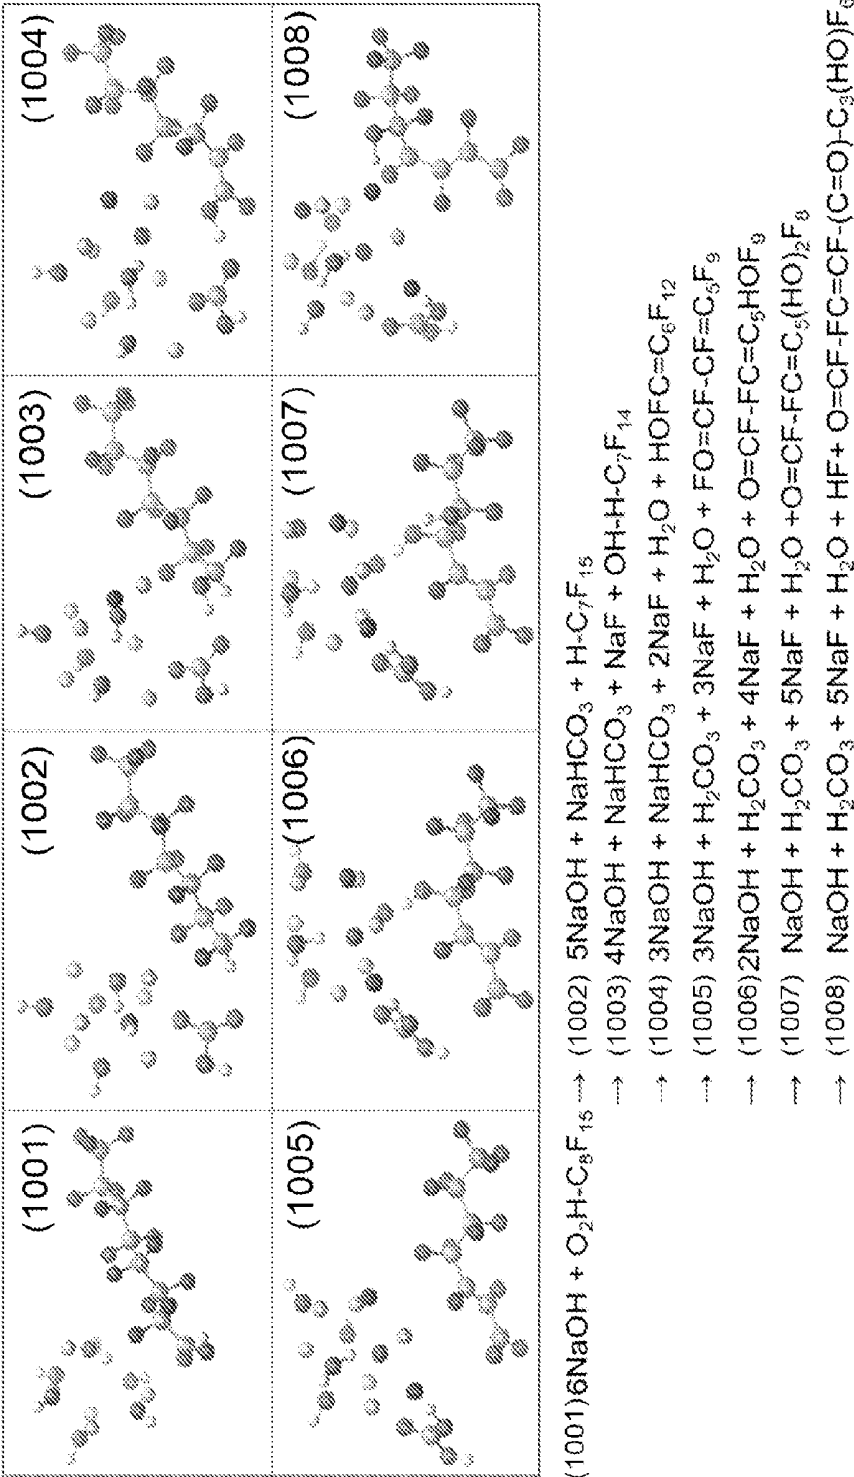 (1001)
(1002)
(1003)
(1004)
(1005)
(1006)
(1007)
(1008)
(1001)6NaOH + O₂H-C₈F₁₅ → (1002) 5NaOH + NaHCO₃ + H-C₇F₁₅
→ (1003) 4NaOH + NaHCO₃ + NaF + OH-H-C₇F₁₄
→ (1004) 3NaOH + NaHCO₃ + 2NaF + H₂O + HOFC=C₆F₁₂
→ (1005) 3NaOH + H₂CO₃ + 3NaF + H₂O + FO=CF-CF=C₅F₉
→ (1006)2NaOH + H₂CO₃ + 4NaF + H₂O + O=CF-FC=C₅HOF₉
→ (1007) NaOH + H₂CO₃ + 5NaF + H₂O +O=CF-FC=C₅(HO)₂F₈
→ (1008) NaOH + H₂CO₃ + 5NaF + H₂O + HF+ O=CF-FC=CF-(C=O)-C₃(HO)F₆